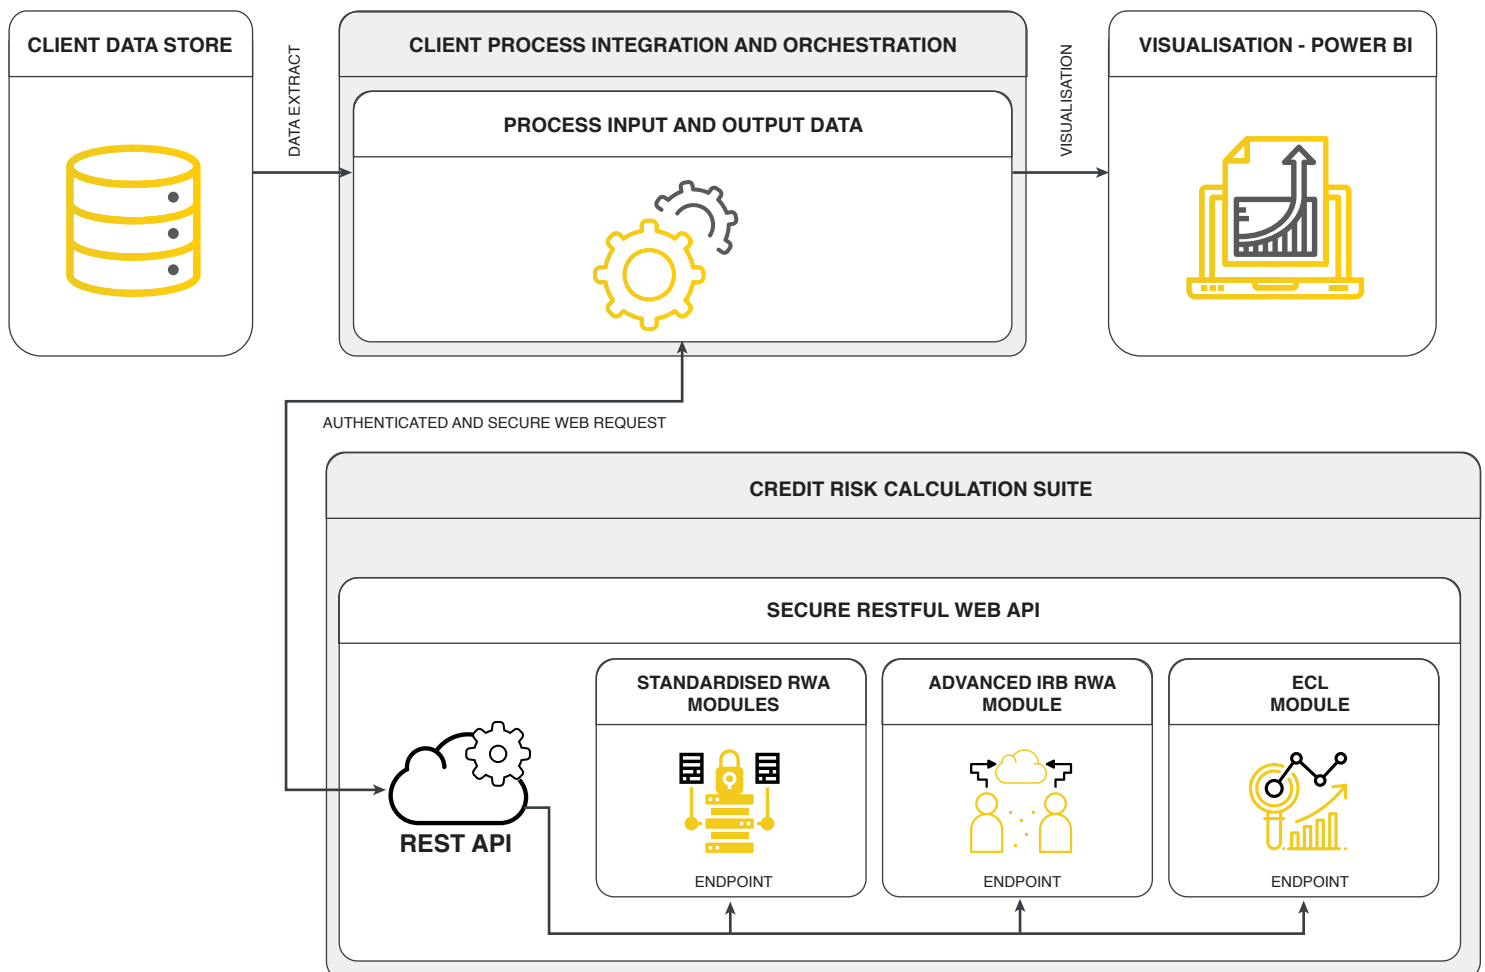 CLIENT DATA STORE
DATA EXTRACT
CLIENT PROCESS INTEGRATION AND ORCHESTRATION
PROCESS INPUT AND OUTPUT DATA
VISUALISATION
VISUALISATION - POWER BI
AUTHENTICATED AND SECURE WEB REQUEST
CREDIT RISK CALCULATION SUITE
SECURE RESTFUL WEB API
REST API
STANDARDISED RWA
MODULES
ENDPOINT
ADVANCED IRB RWA
MODULE
ENDPOINT
ECL
MODULE
ENDPOINT